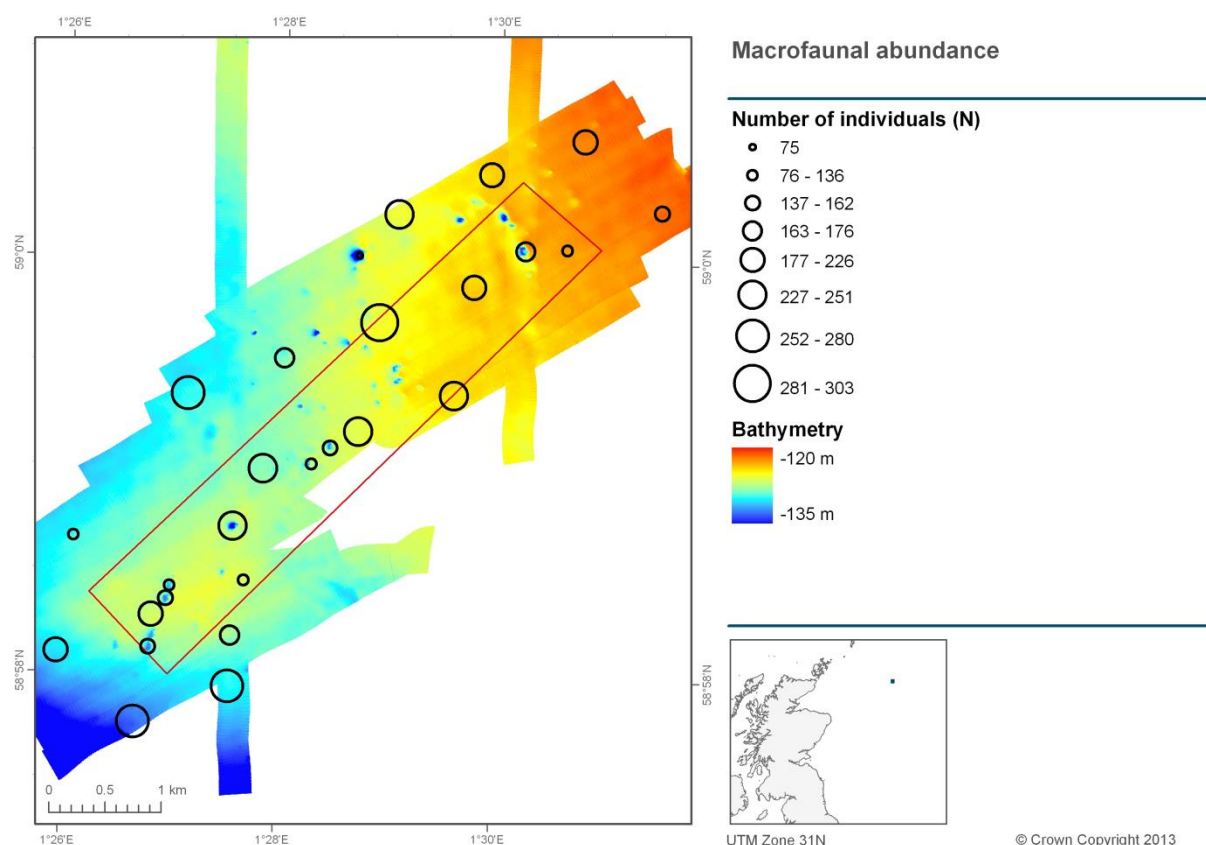 1°26'E 1°28'E 1°30'E
59°0'N
58°58'N
59°0'N
58°58'N
0 0.5 1 km
1°26'E 1°28'E 1°30'E
Macrofaunal abundance
Number of individuals (N)
75
76 - 136
137 - 162
163 - 176
177 - 226
227 - 251
252 - 280
281 - 303
Bathymetry
-120 m
-135 m
UTM Zone 31N © Crown Copyright 2013